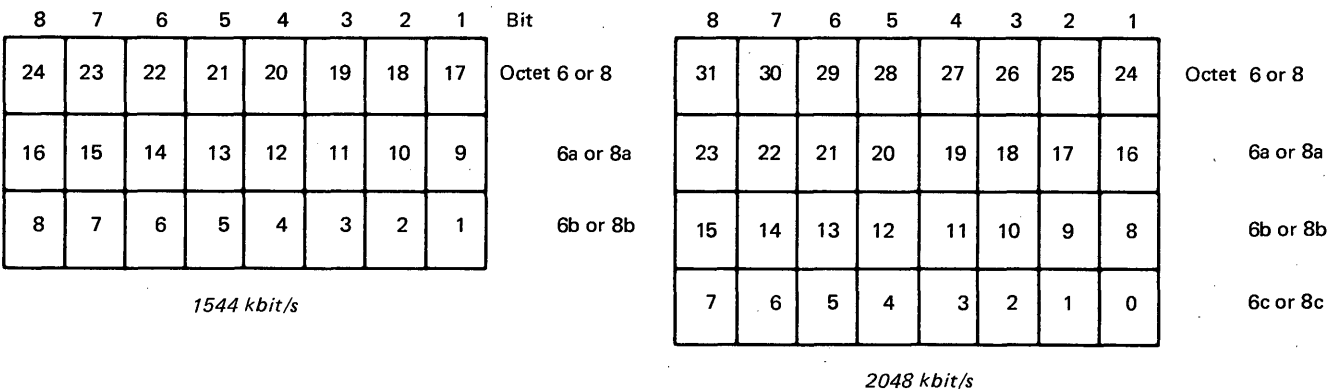 8 7 6 5 4 3 2 1 Bit
24 23 22 21 20 19 18 17 Octet 6 or 8
16 15 14 13 12 11 10 9 6a or 8a
8 7 6 5 4 3 2 1 6b or 8b
1544 kbit/s
8 7 6 5 4 3 2 1
31 30 29 28 27 26 25 24 Octet 6 or 8
23 22 21 20 19 18 17 16 6a or 8a
15 14 13 12 11 10 9 8 6b or 8b
7 6 5 4 3 2 1 0 6c or 8c
2048 kbit/s